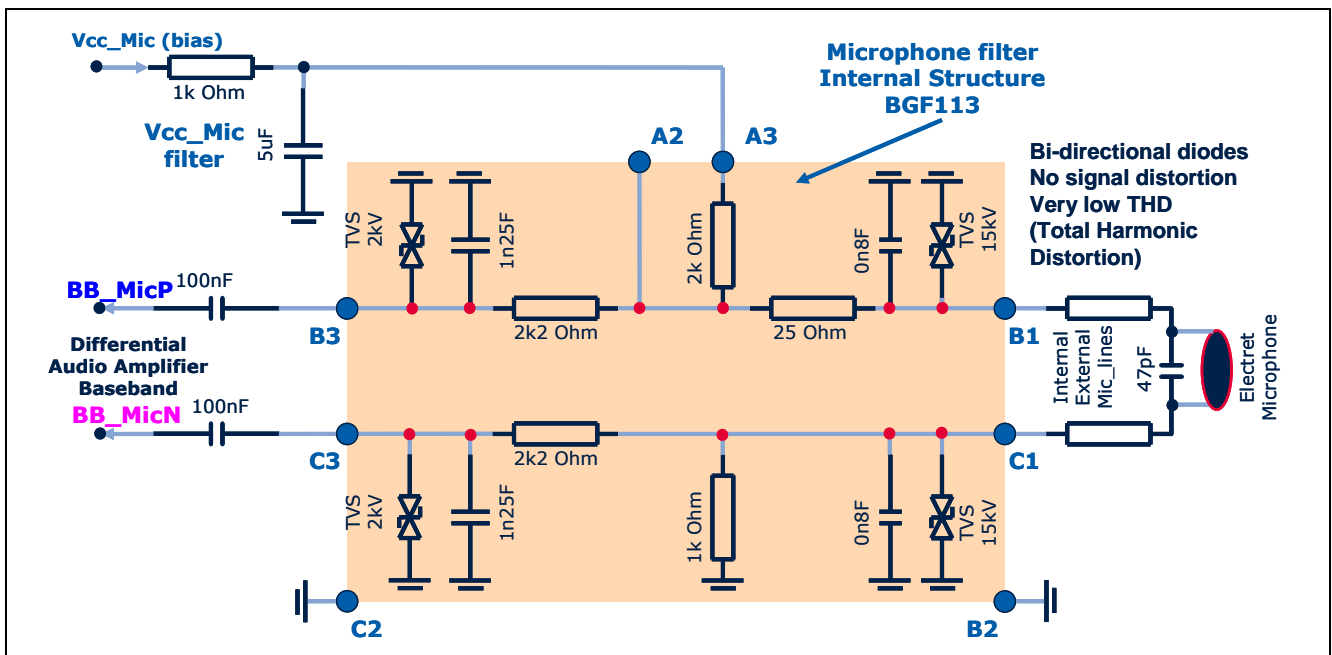 Vcc_Mic (bias)
1k Ohm
Vcc_Mic
filter
5uF
Microphone filter
Internal Structure
BGF113
A2
A3
Bi-directional diodes
No signal distortion
Very low THD
(Total Harmonic
Distortion)
TVS
2kV
1n25F
2k Ohm
0n8F
TVS
15kV
BB_MicP
100nF
B3
2k2 Ohm
25 Ohm
B1
Differential
Audio Amplifier
Baseband
Internal
External
Mic_lines
47pF
Electret
Microphone
BB_MicN
100nF
C3
2k2 Ohm
C1
TVS
2kV
1n25F
1k Ohm
0n8F
TVS
15kV
C2
B2